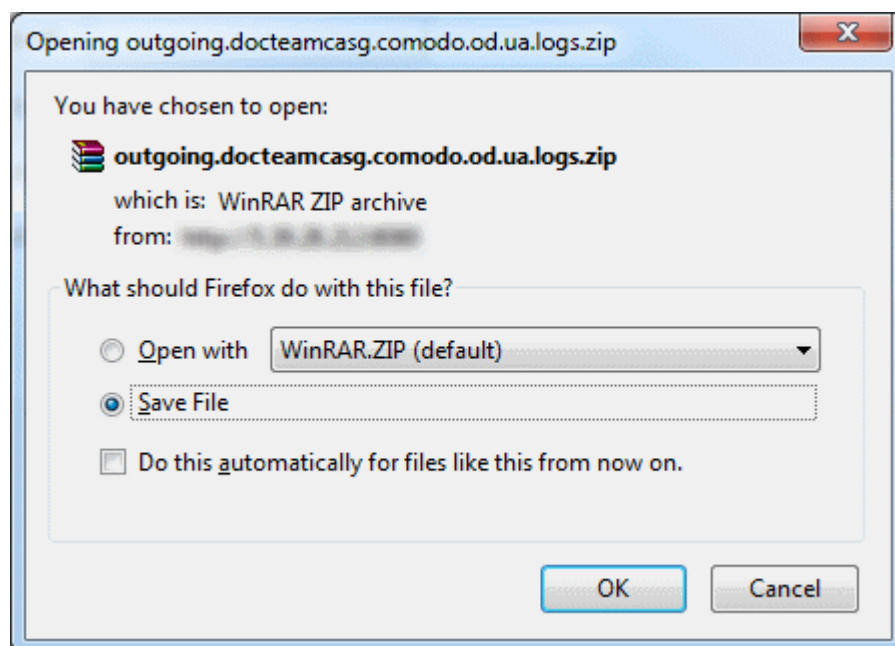 Opening outgoing.docteamcasg.comodo.od.ua.logs.zip
You have chosen to open:
outgoing.docteamcasg.comodo.od.ua.logs.zip
which is: WinRAR ZIP archive
from:
What should Firefox do with this file?
Open with WinRAR.ZIP (default)
Save File
Do this automatically for files like this from now on.
OK Cancel